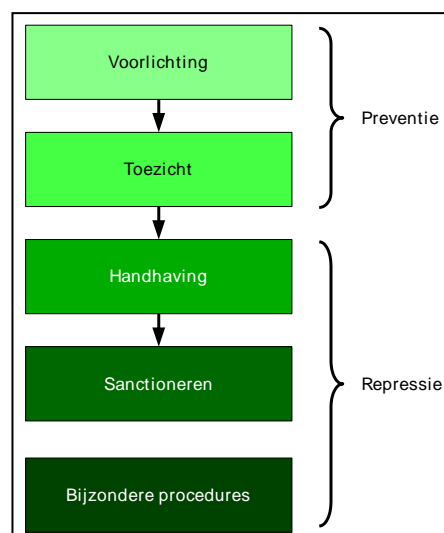 Voorlichting
Preventie
Toezicht
Handhaving
Sanctioneren
Repressie
Bijzondere procedures